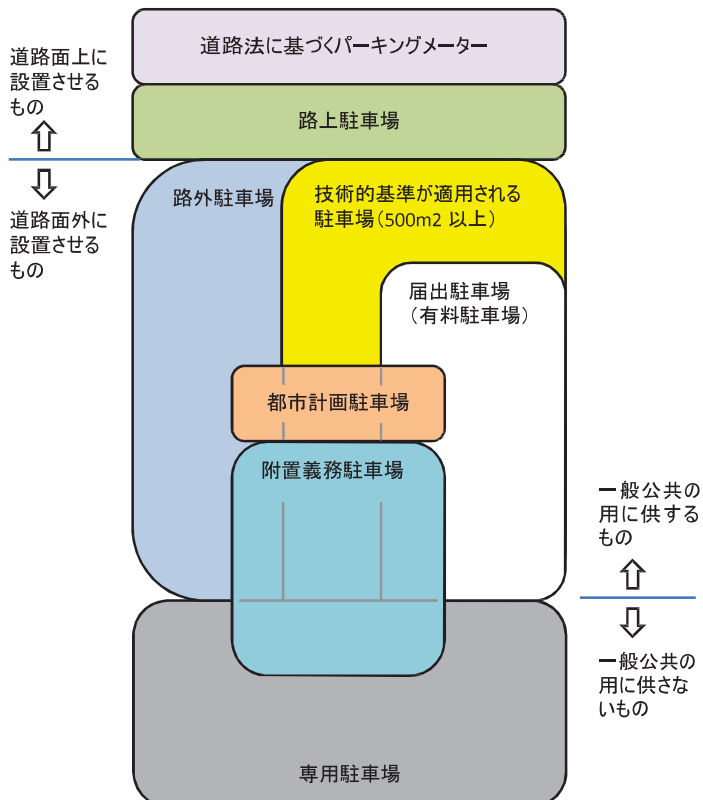 道路法に基づくパーキングメーター
道路面上に
設置させる
もの
路上駐車場
道路面外に
設置させる
もの
路外駐車場
技術的基準が適用される
駐車場（500m2 以上）
届出駐車場
（有料駐車場）
都市計画駐車場
附置義務駐車場
一般公共の
用に供する
もの
一般公共の
用に供さな
いもの
専用駐車場